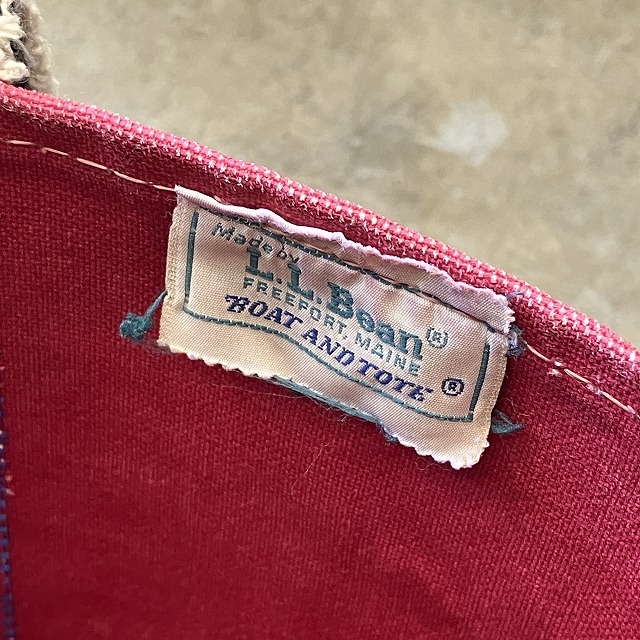 Made by
L.L.Bean®
FREEPORT, MAINE
BOAT AND TOTE ®